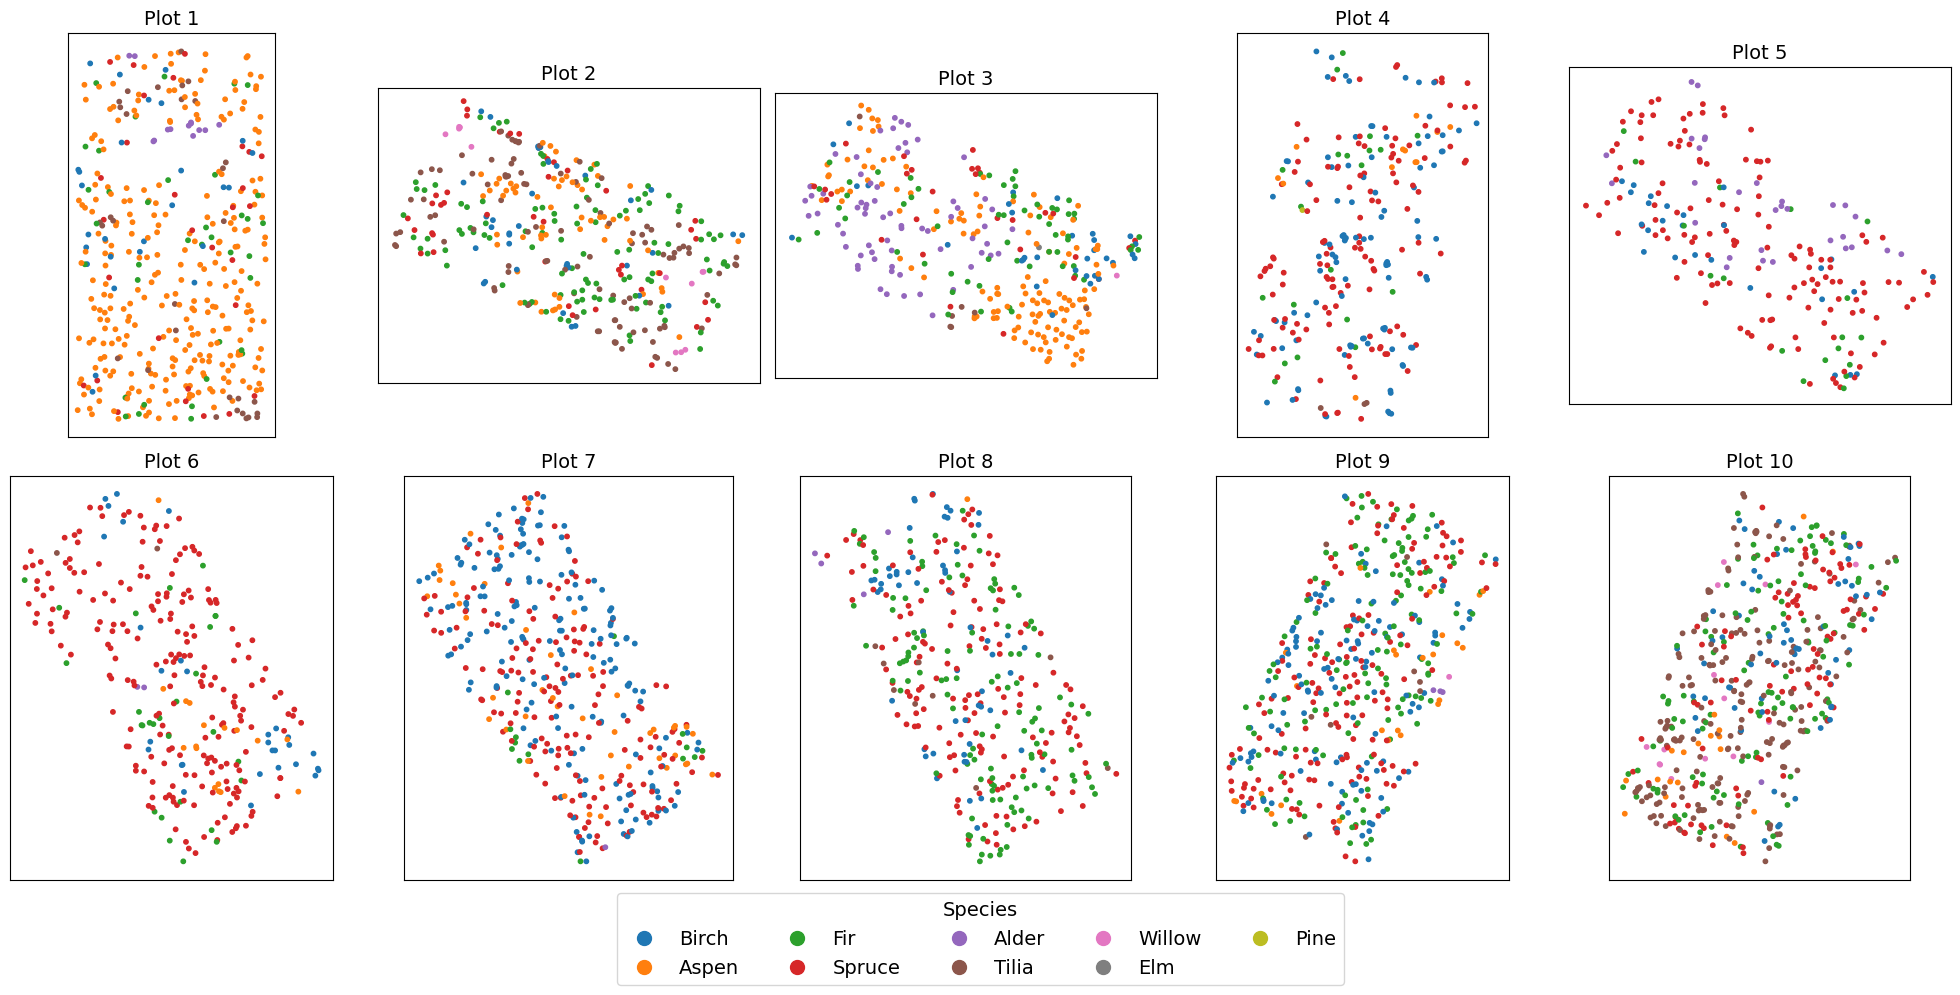 Plot 1
Plot 2
Plot 3
Plot 4
Plot 5
Plot 6
Plot 7
Plot 8
Plot 9
Plot 10
Species
Birch Fir Alder Willow Pine
Aspen Spruce Tilia Elm